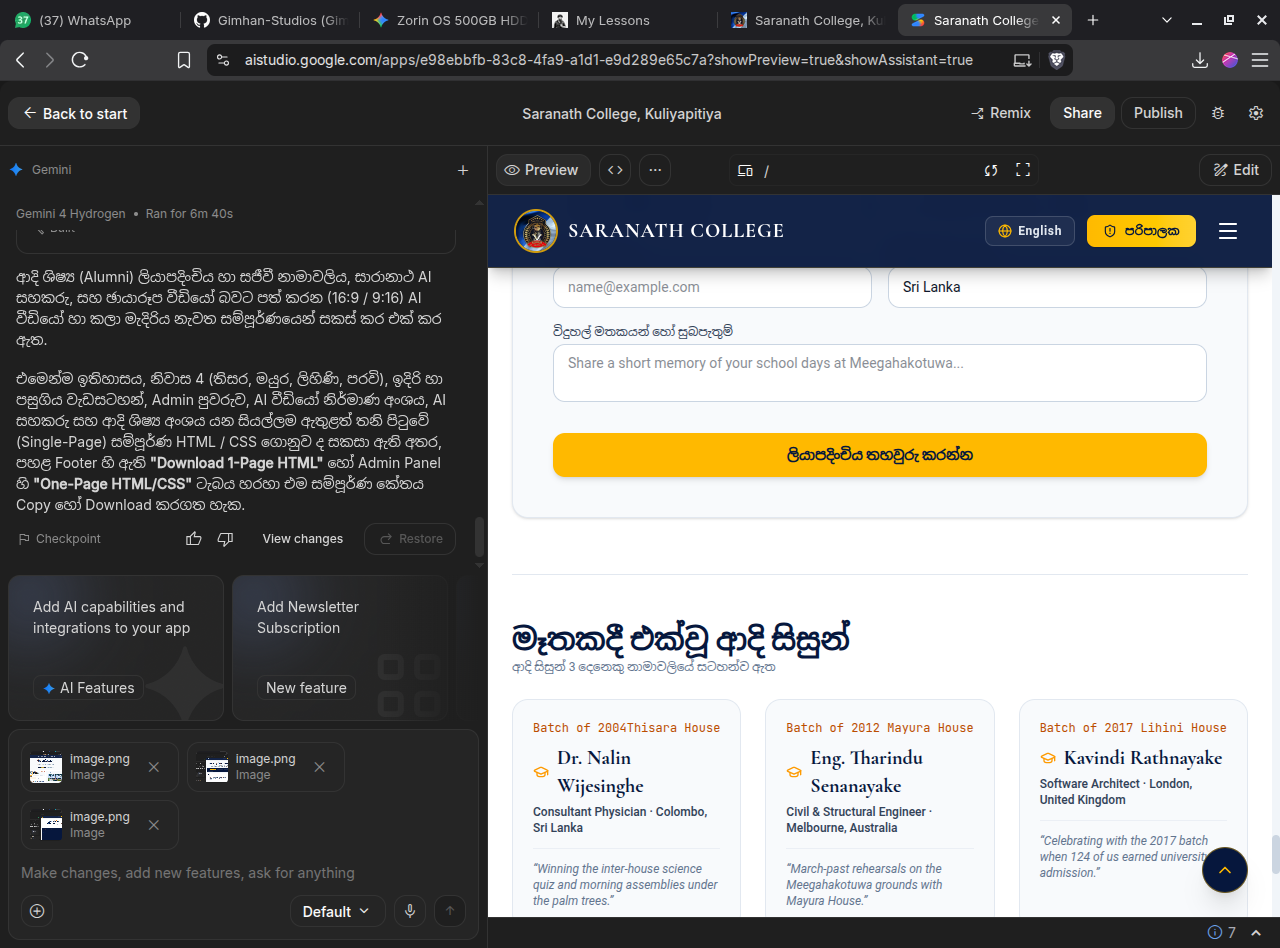 (37) WhatsApp
Gimhan-Studios (Gim
Zorin OS 500GB HDD
My Lessons
Saranath College, Ku
Saranath College
aistudio.google.com/apps/e98ebbfb-83c8-4fa9-a1d1-e9d289e65c7a?showPreview=true&showAssistant=true
Back to start
Saranath College, Kuliyapitiya
Remix
Share
Publish
Gemini
Preview
/
Edit
Gemini 4 Hydrogen • Ran for 6m 40s
Built
ආදි ශිෂ්‍ය (Alumni) ලියාපදිංචිය හා සජීවී නාමාවලිය, සාරානාථ AI
සහකරු, සහ ඡායාරූප වීඩියෝ බවට පත් කරන (16:9 / 9:16) AI
වීඩියෝ හා කලා මැදිරිය නැවත සම්පූර්ණයෙන් සකස් කර එක් කර
ඇත.
එමෙන්ම ඉතිහාසය, නිවාස 4 (තිසර, මයුර, ලිහිණි, පරවි), ඉදිරි හා
පසුගිය වැඩසටහන්, Admin පුවරුව, AI වීඩියෝ නිර්මාණ අංශය, AI
සහකරු සහ ආදි ශිෂ්‍ය අංශය යන සියල්ලම ඇතුළත් තනි පිටුවේ
(Single-Page) සම්පූර්ණ HTML / CSS ගොනුව ද සකසා ඇති අතර,
පහළ Footer හි ඇති "Download 1-Page HTML" හෝ Admin Panel
හි "One-Page HTML/CSS" ටැබය හරහා එම සම්පූර්ණ කේතය
Copy හෝ Download කරගත හැක.
Checkpoint
View changes
Restore
Add AI capabilities and
integrations to your app
AI Features
Add Newsletter
Subscription
New feature
image.png
Image
image.png
Image
image.png
Image
Make changes, add new features, ask for anything
Default
SARANATH COLLEGE
English
පරිපාලක
name@example.com
Sri Lanka
විදුහල් මතකයන් හෝ සුබපැතුම්
Share a short memory of your school days at Meegahakotuwa...
ලියාපදිංචිය තහවුරු කරන්න
මෑතකදී එක්වූ ආදි සිසුන්
ආදි සිසුන් 3 දෙනෙකු නාමාවලියේ සටහන්ව ඇත
Batch of 2004Thisara House
Dr. Nalin
Wijesinghe
Consultant Physician · Colombo,
Sri Lanka
“Winning the inter-house science
quiz and morning assemblies under
the palm trees.”
Batch of 2012 Mayura House
Eng. Tharindu
Senanayake
Civil & Structural Engineer ·
Melbourne, Australia
“March-past rehearsals on the
Meegahakotuwa grounds with
Mayura House.”
Batch of 2017 Lihini House
Kavindi Rathnayake
Software Architect · London,
United Kingdom
“Celebrating with the 2017 batch
when 124 of us earned university
admission.”
7